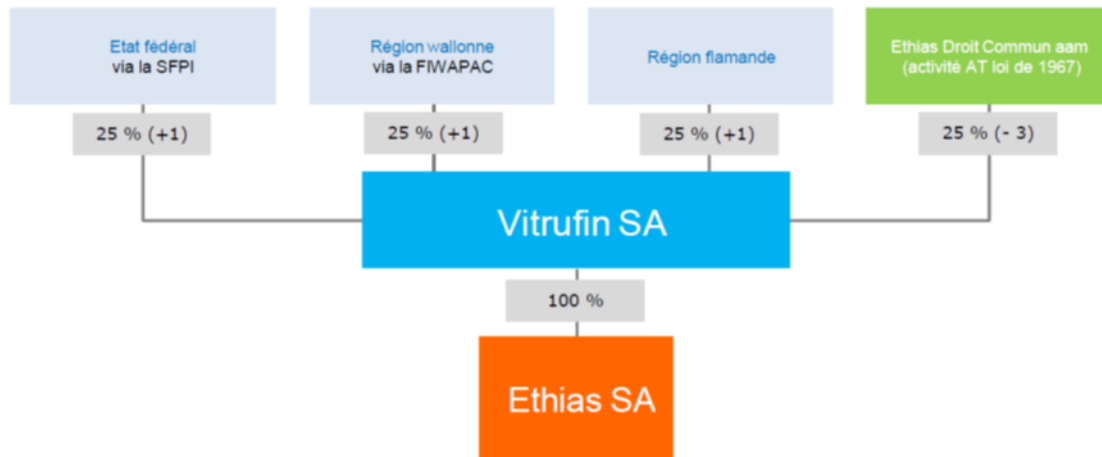 Etat fédéral
via la SFPI
Région wallonne
via la FIWAPAC
Région flamande
Ethias Droit Commun aam
(activité AT loi de 1967)
25 % (+1)
25 % (+1)
25 % (+1)
25 % (- 3)
Vitrufin SA
100 %
Ethias SA